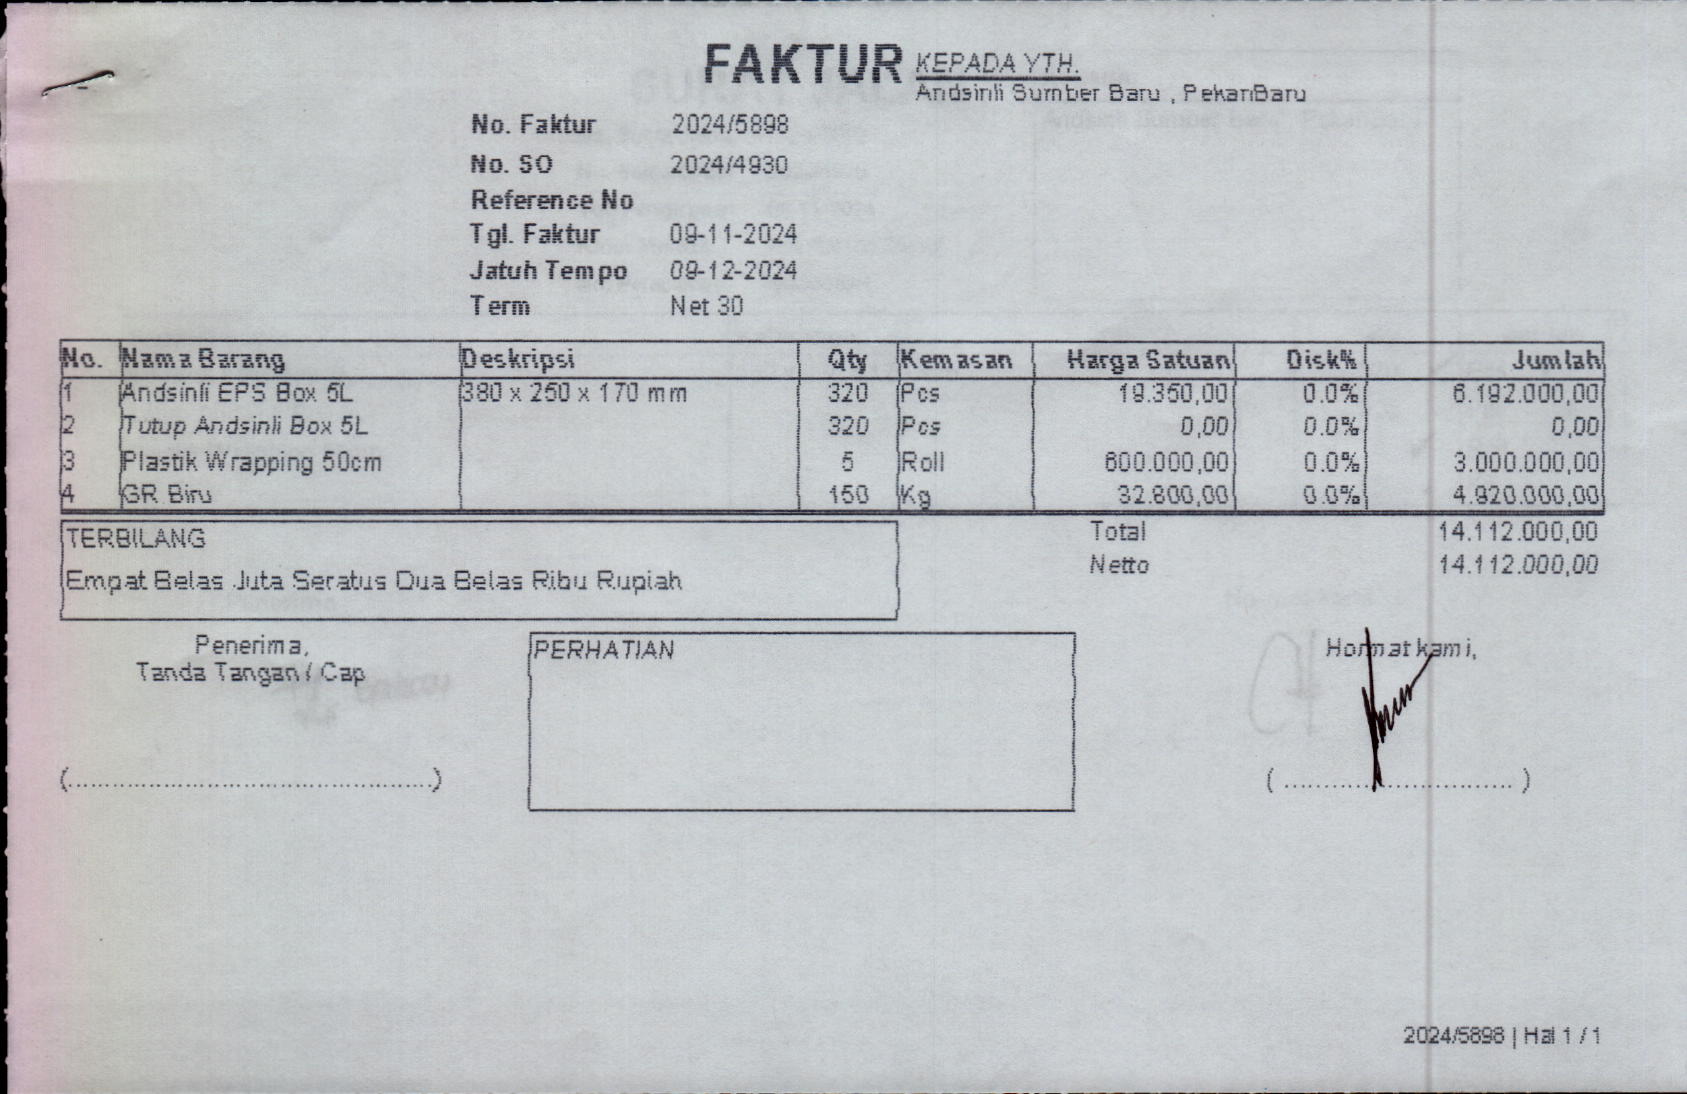 FAKTUR
KEPADA YTH.
Andsinli Sumber Baru , PekanBaru
No. Faktur 2024/5898
No. SO 2024/4930
Reference No
Tgl. Faktur 09-11-2024
Jatuh Tempo 09-12-2024
Term Net 30
No. Nama Barang Deskripsi Qty Kemasan Harga Satuan Disk% Jumlah
1 Andsinli EPS Box 5L 380 x 250 x 170 mm 320 Pcs 19.350,00 0.0% 6.192.000,00
2 Tutup Andsinli Box 5L 320 Pcs 0,00 0.0% 0,00
3 Plastik Wrapping 50cm 5 Roll 600.000,00 0.0% 3.000.000,00
4 GR Biru 150 Kg 32.800,00 0.0% 4.920.000,00
TERBILANG
Empat Belas Juta Seratus Dua Belas Ribu Rupiah
Total 14.112.000,00
Netto 14.112.000,00
Penerima,
Tanda Tangan / Cap
PERHATIAN
Hormat kami,
(................................................)
( ............................... )
2024/5898 | Hal 1 / 1